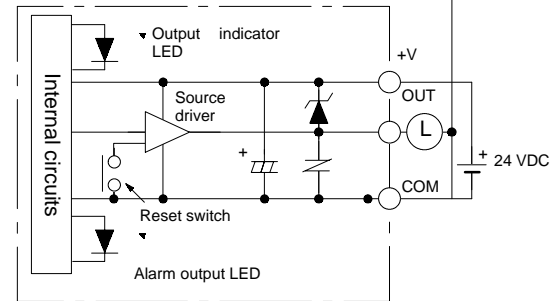 Output indicator
LED
+V
Source
driver
OUT
Internal circuits
L
+
+
24 VDC
COM
Reset switch
Alarm output LED